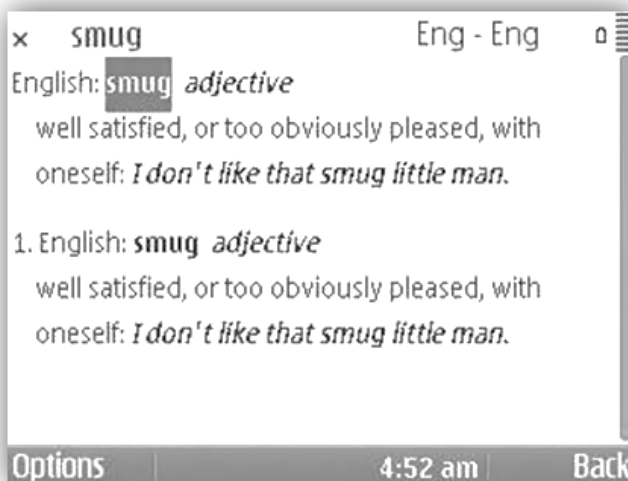 × smug Eng - Eng
English: smug adjective
well satisfied, or too obviously pleased, with
oneself: I don't like that smug little man.
1. English: smug adjective
well satisfied, or too obviously pleased, with
oneself: I don't like that smug little man.
Options 4:52 am Back